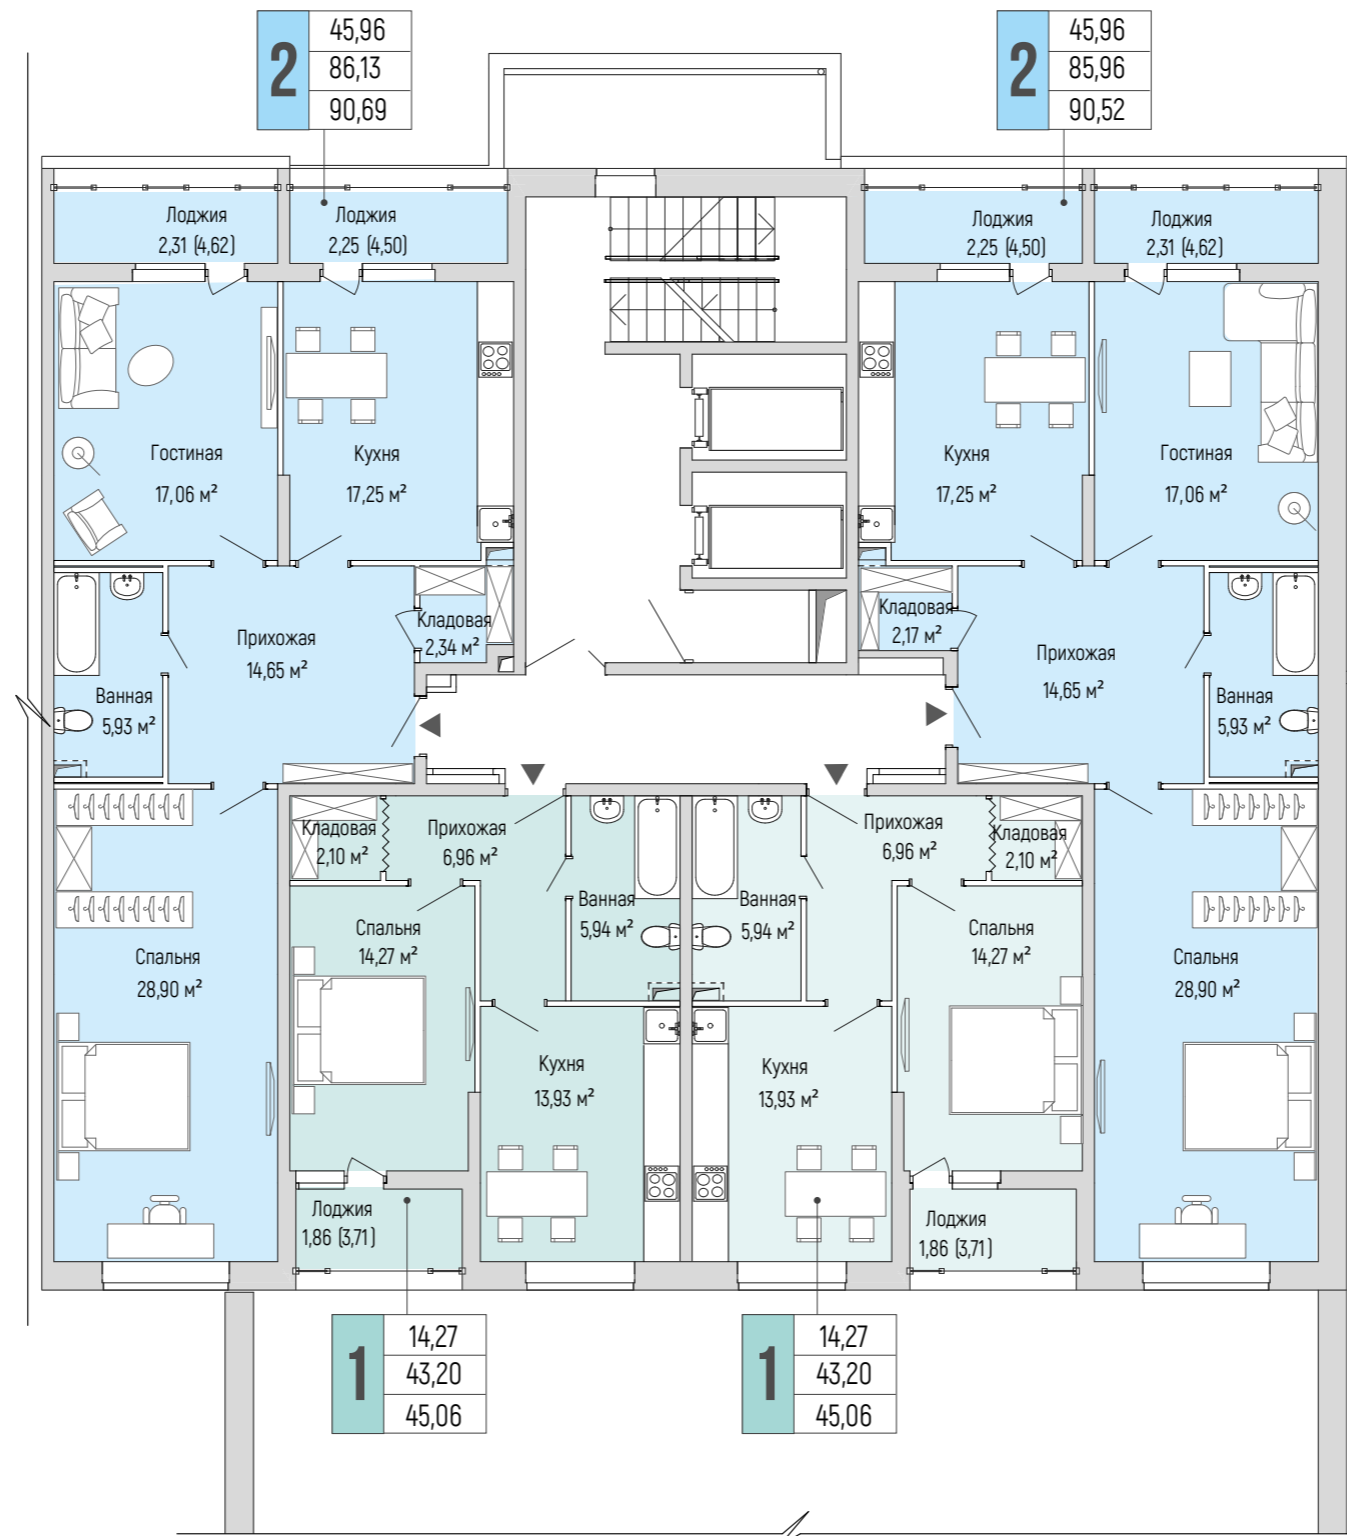 2
45,96
86,13
90,69
2
45,96
85,96
90,52
Лоджия
2,31 (4,62)
Лоджия
2,25 (4,50)
Лоджия
2,25 (4,50)
Лоджия
2,31 (4,62)
Гостиная
17,06 м²
Кухня
17,25 м²
Кухня
17,25 м²
Гостиная
17,06 м²
Прихожая
14,65 м²
Кладовая
2,34 м²
Кладовая
2,17 м²
Прихожая
14,65 м²
Ванная
5,93 м²
Ванная
5,93 м²
Кладовая
2,10 м²
Прихожая
6,96 м²
Прихожая
6,96 м²
Кладовая
2,10 м²
Ванная
5,94 м²
Ванная
5,94 м²
Спальня
28,90 м²
Спальня
14,27 м²
Спальня
14,27 м²
Спальня
28,90 м²
Кухня
13,93 м²
Кухня
13,93 м²
Лоджия
1,86 (3,71)
Лоджия
1,86 (3,71)
1
14,27
43,20
45,06
1
14,27
43,20
45,06